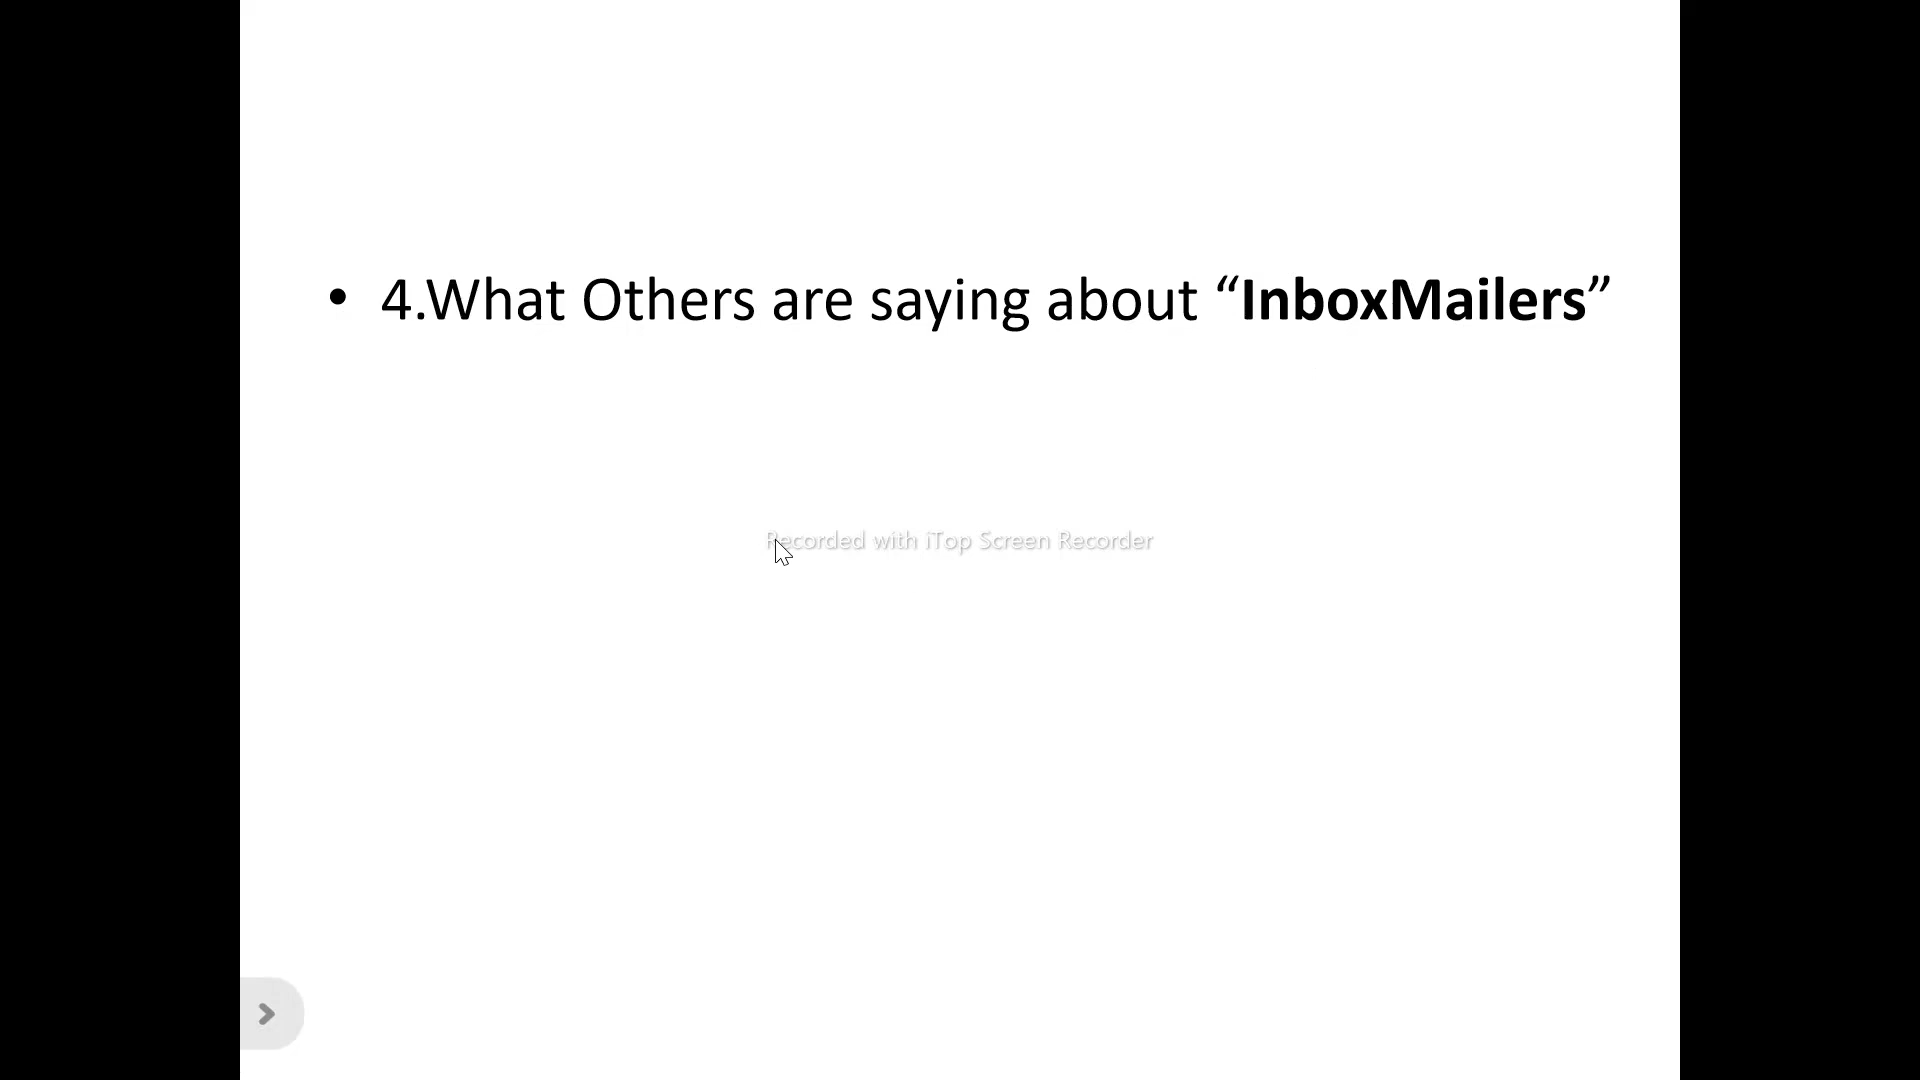 • 4.What Others are saying about “InboxMailers”
Recorded with iTop Screen Recorder